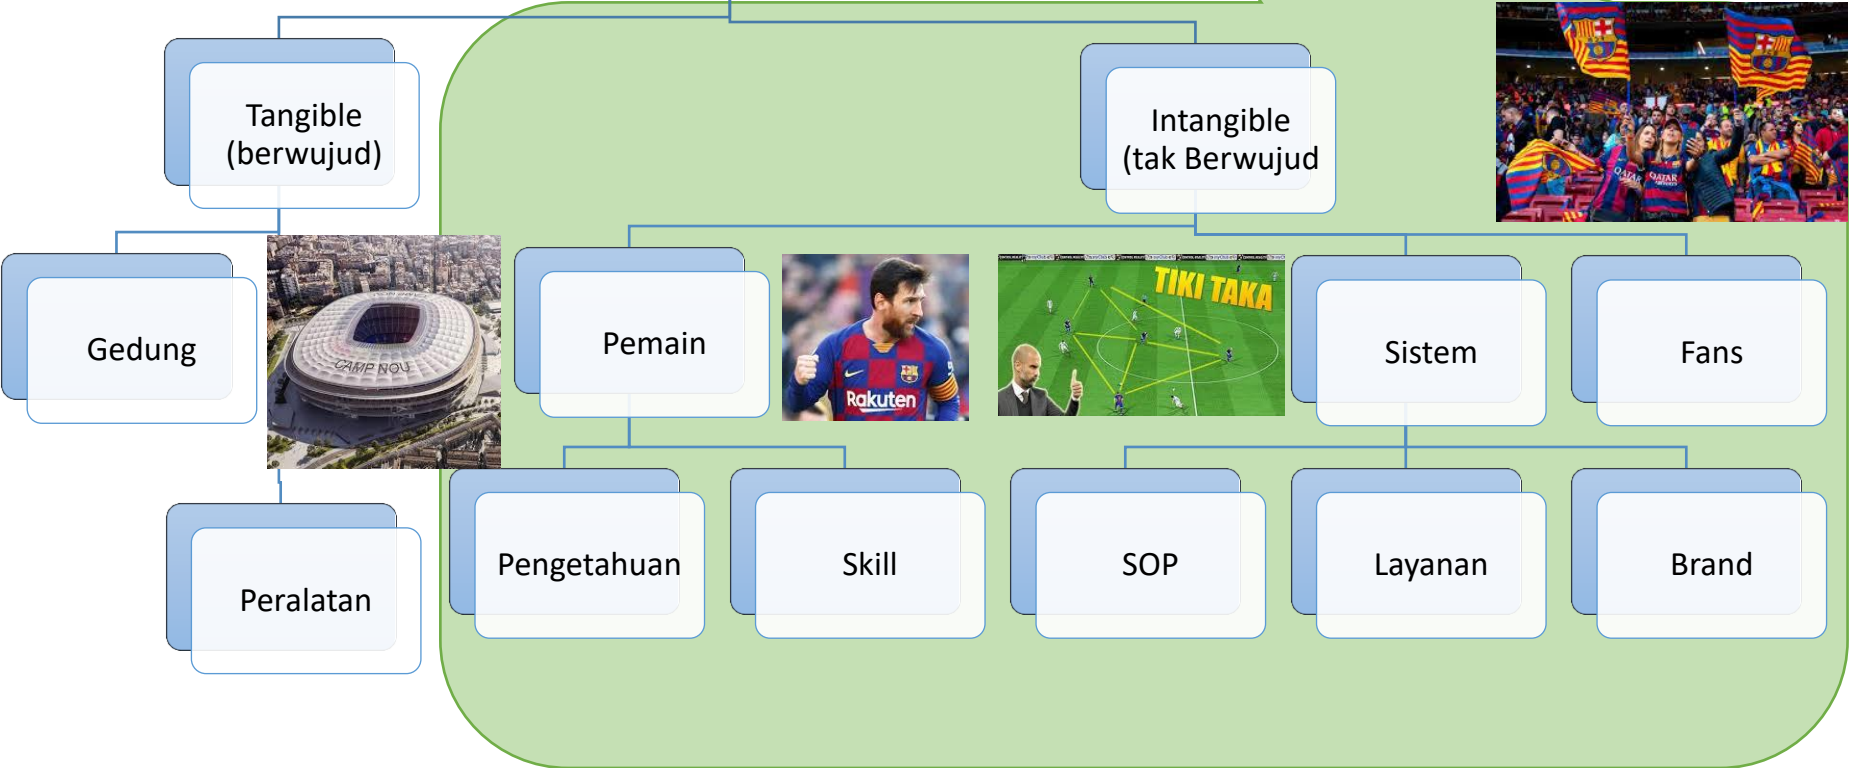 Tangible
(berwujud)
Intangible
(tak Berwujud
Gedung
CAMP NOU
Pemain
Rakuten
TIKI TAKA
Sistem
Fans
QATAR
QATAR
Peralatan
Pengetahuan
Skill
SOP
Layanan
Brand